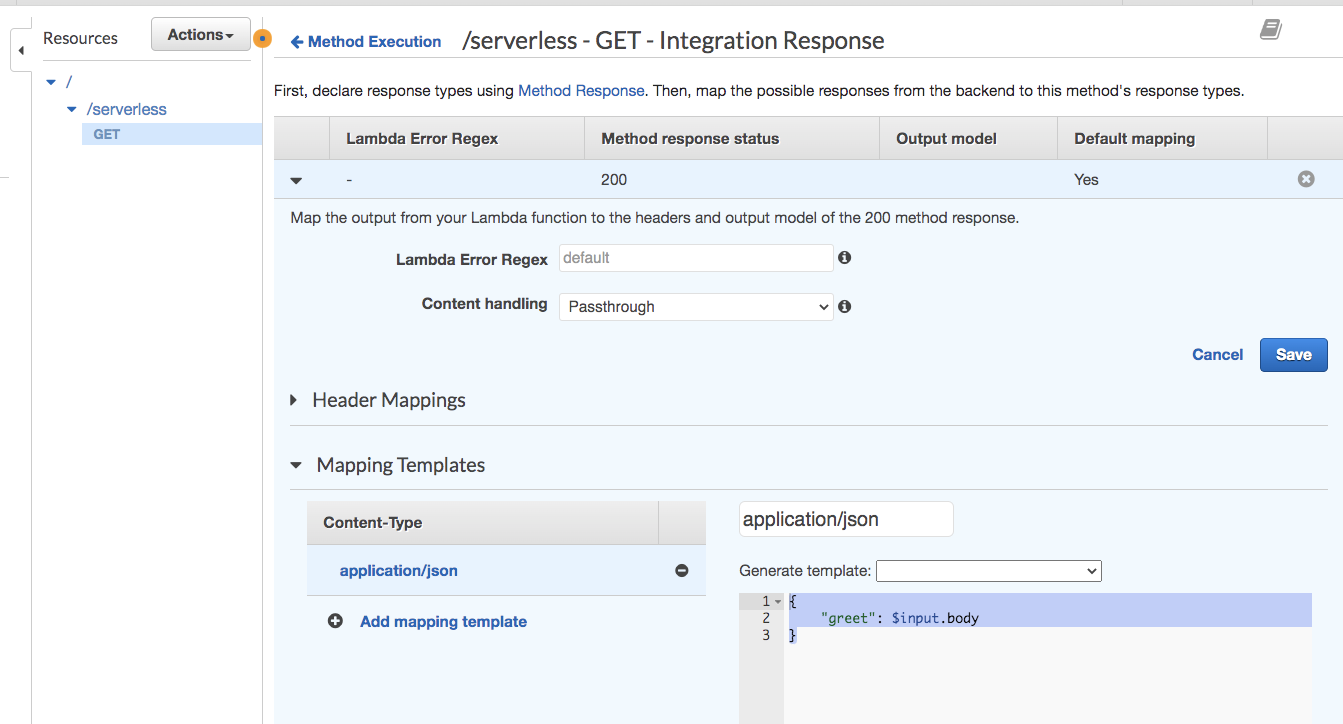 Resources
Actions
Method Execution
/serverless - GET - Integration Response
/
/serverless
GET
First, declare response types using Method Response. Then, map the possible responses from the backend to this method's response types.
Lambda Error Regex Method response status Output model Default mapping
- 200 Yes
Map the output from your Lambda function to the headers and output model of the 200 method response.
Lambda Error Regex default
Content handling Passthrough
Cancel Save
Header Mappings
Mapping Templates
Content-Type
application/json
Add mapping template
application/json
Generate template:
1 {
2 "greet": $input.body
3 }